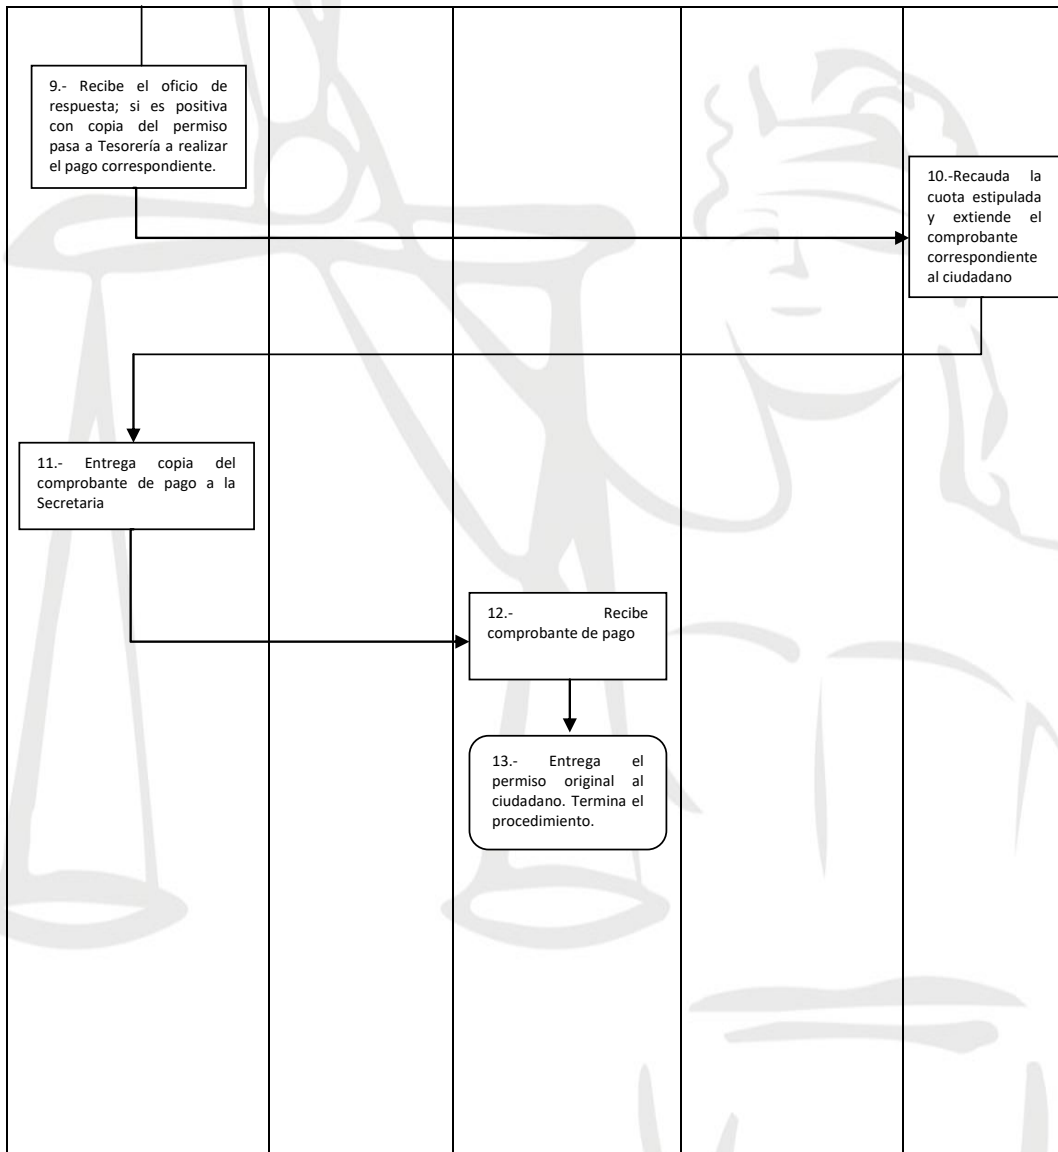 9.- Recibe el oficio de
respuesta; si es positiva
con copia del permiso
pasa a Tesorería a realizar
el pago correspondiente.
10.-Recauda la
cuota estipulada
y extiende el
comprobante
correspondiente
al ciudadano
11.- Entrega copia del
comprobante de pago a la
Secretaria
12.- Recibe
comprobante de pago
13.- Entrega el
permiso original al
ciudadano. Termina el
procedimiento.